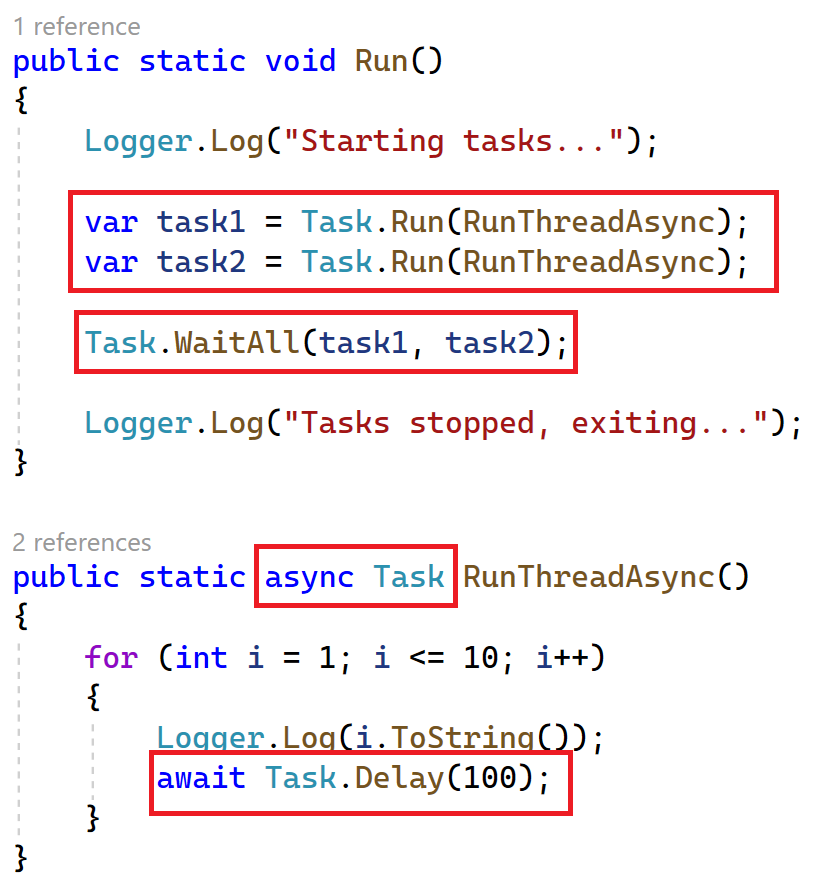 1 reference
public static void Run()
{
Logger.Log("Starting tasks...");
var task1 = Task.Run(RunThreadAsync);
var task2 = Task.Run(RunThreadAsync);
Task.WaitAll(task1, task2);
Logger.Log("Tasks stopped, exiting...");
}
2 references
public static async Task RunThreadAsync()
{
for (int i = 1; i <= 10; i++)
{
Logger.Log(i.ToString());
await Task.Delay(100);
}
}